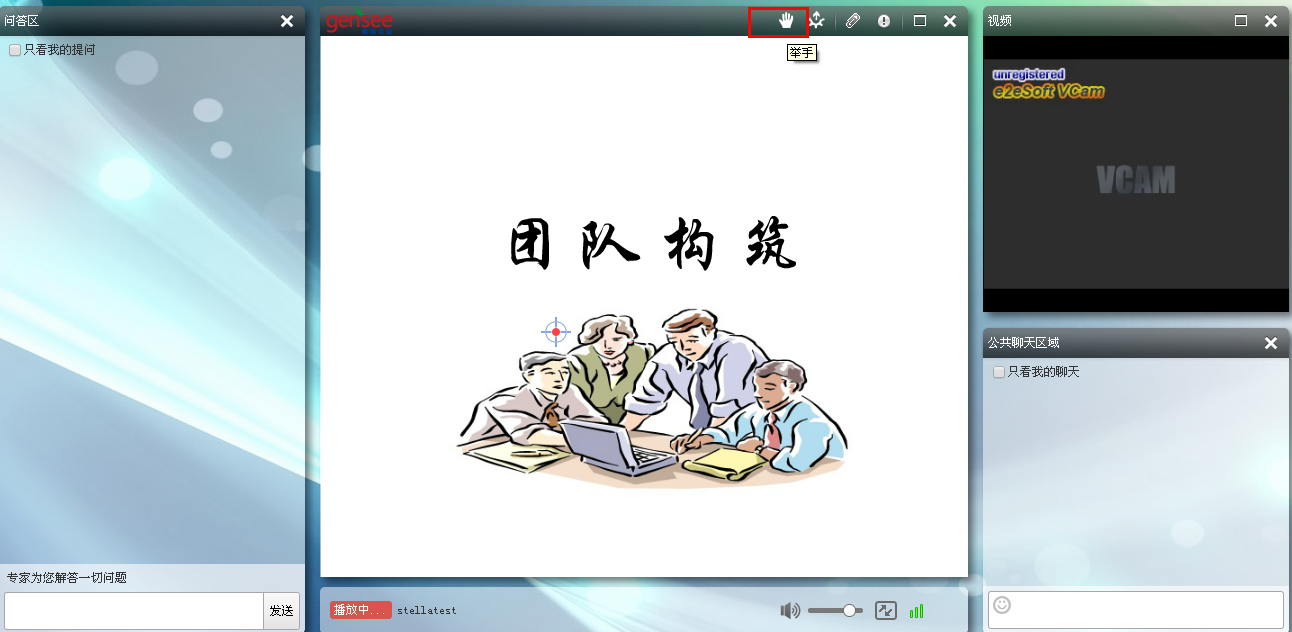 问答区
只看我的提问
专家为您解答一切问题
发送
gensee
举手
团队构筑
播放中...
stellatest
视频
unregistered
e2eSoft VCam
VCAM
公共聊天区域
只看我的聊天